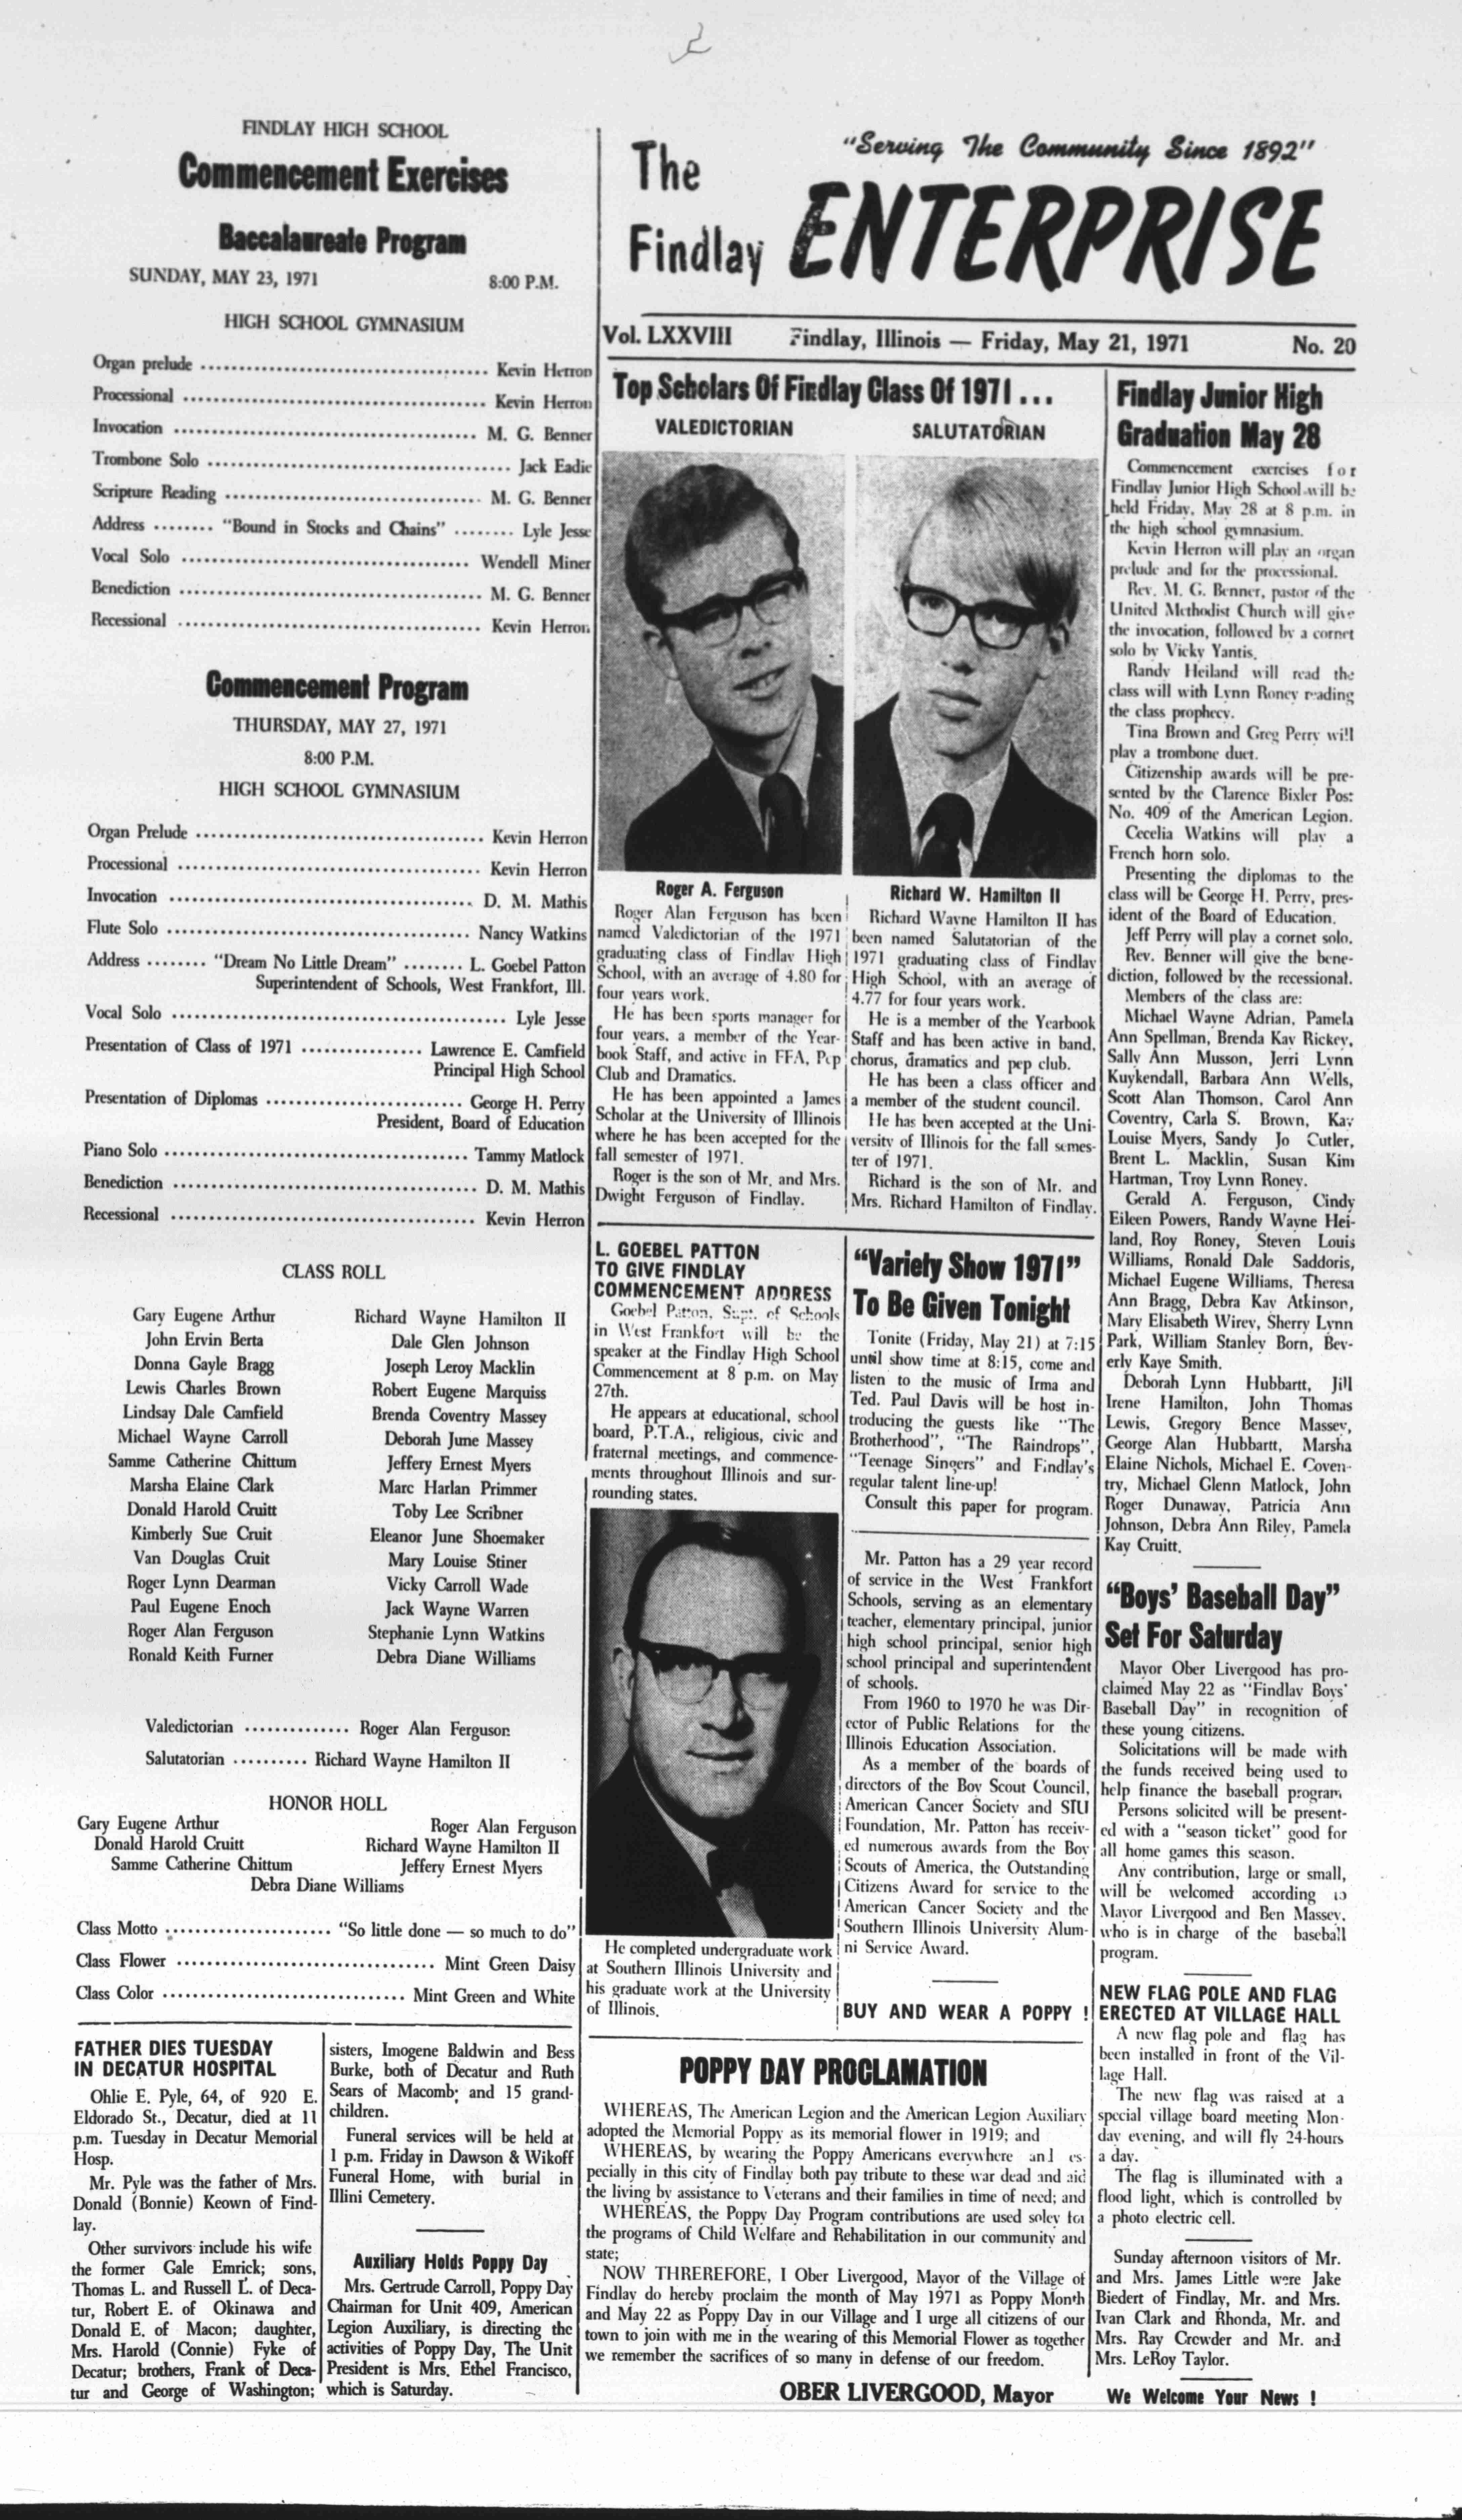 FINDLAY HIGH SCHOOL
Commencement Exercises
Baccalaureate Program
SUNDAY, MAY 23, 1971 8:00 P.M.
HIGH SCHOOL GYMNASIUM
Organ prelude ........ Kevin Herron
Processional ........ Kevin Herron
Invocation ........ M. G. Benner
Trombone Solo ........ Jack Eadie
Scripture Reading ........ M. G. Benner
Address ........ "Bound in Stocks and Chains" ........ Lyle Jesse
Vocal Solo ........ Wendell Miner
Benediction ........ M. G. Benner
Recessional ........ Kevin Herron
Commencement Program
THURSDAY, MAY 27, 1971
8:00 P.M.
HIGH SCHOOL GYMNASIUM
Organ Prelude ........ Kevin Herron
Processional ........ Kevin Herron
Invocation ........ D. M. Mathis
Flute Solo ........ Nancy Watkins
Address ........ "Dream No Little Dream" ........ L. Goebel Patton
Superintendent of Schools, West Frankfort, Ill.
Vocal Solo ........ Lyle Jesse
Presentation of Class of 1971 ........ Lawrence E. Camfield
Principal High School
Presentation of Diplomas ........ George H. Perry
President, Board of Education
Piano Solo ........ Tammy Matlock
Benediction ........ D. M. Mathis
Recessional ........ Kevin Herron
CLASS ROLL
Gary Eugene Arthur
John Ervin Berta
Donna Gayle Bragg
Lewis Charles Brown
Lindsay Dale Camfield
Michael Wayne Carroll
Samme Catherine Chittum
Marsha Elaine Clark
Donald Harold Cruitt
Kimberly Sue Cruit
Van Douglas Cruit
Roger Lynn Dearman
Paul Eugene Enoch
Roger Alan Ferguson
Ronald Keith Furner
Richard Wayne Hamilton II
Dale Glen Johnson
Joseph Leroy Macklin
Robert Eugene Marquiss
Brenda Coventry Massey
Deborah June Massey
Jeffery Ernest Myers
Marc Harlan Primmer
Toby Lee Scribner
Eleanor June Shoemaker
Mary Louise Stiner
Vicky Carroll Wade
Jack Wayne Warren
Stephanie Lynn Watkins
Debra Diane Williams
Valedictorian ........ Roger Alan Ferguson
Salutatorian ........ Richard Wayne Hamilton II
HONOR HOLL
Gary Eugene Arthur Roger Alan Ferguson
Donald Harold Cruitt Richard Wayne Hamilton II
Samme Catherine Chittum Jeffery Ernest Myers
Debra Diane Williams
Class Motto ........ "So little done — so much to do"
Class Flower ........ Mint Green Daisy
Class Color ........ Mint Green and White
FATHER DIES TUESDAY
IN DECATUR HOSPITAL
Ohlie E. Pyle, 64, of 920 E.
Eldorado St., Decatur, died at 11
p.m. Tuesday in Decatur Memorial
Hosp.
Mr. Pyle was the father of Mrs.
Donald (Bonnie) Keown of Find-
lay.
Other survivors include his wife
the former Gale Emrick; sons,
Thomas L. and Russell E. of Deca-
tur, Robert E. of Okinawa and
Donald E. of Macon; daughter,
Mrs. Harold (Connie) Fyke of
Decatur; brothers, Frank of Deca-
tur and George of Washington;
sisters, Imogene Baldwin and Bess
Burke, both of Decatur and Ruth
Sears of Macomb; and 15 grand-
children.
Funeral services will be held at
1 p.m. Friday in Dawson & Wikoff
Funeral Home, with burial in
Illini Cemetery.
Auxiliary Holds Poppy Day
Mrs. Gertrude Carroll, Poppy Day
Chairman for Unit 409, American
Legion Auxiliary, is directing the
activities of Poppy Day, The Unit
President is Mrs. Ethel Francisco,
which is Saturday.
"Serving The Community Since 1892"
The
Findlay ENTERPRISE
Vol. LXXVIII Findlay, Illinois — Friday, May 21, 1971 No. 20
Top Scholars Of Findlay Class Of 1971 ...
VALEDICTORIAN
SALUTATORIAN
Roger A. Ferguson
Roger Alan Ferguson has been
named Valedictorian of the 1971
graduating class of Findlay High
School, with an average of 4.80 for
four years work.
He has been sports manager for
four years, a member of the Year-
book Staff, and active in FFA, Pep
Club and Dramatics.
He has been appointed a James
Scholar at the University of Illinois
where he has been accepted for the
fall semester of 1971.
Roger is the son of Mr. and Mrs.
Dwight Ferguson of Findlay.
Richard W. Hamilton II
Richard Wayne Hamilton II has
been named Salutatorian of the
1971 graduating class of Findlay
High School, with an average of
4.77 for four years work.
He is a member of the Yearbook
Staff and has been active in band,
chorus, dramatics and pep club.
He has been a class officer and
a member of the student council.
He has been accepted at the Uni-
versity of Illinois for the fall semes-
ter of 1971.
Richard is the son of Mr. and
Mrs. Richard Hamilton of Findlay.
L. GOEBEL PATTON
TO GIVE FINDLAY
COMMENCEMENT ADDRESS
Goebel Patton, Supt. of Schools
in West Frankfort will be the
speaker at the Findlay High School
Commencement at 8 p.m. on May
27th.
He appears at educational, school
board, P.T.A., religious, civic and
fraternal meetings, and commence-
ments throughout Illinois and sur-
rounding states.
He completed undergraduate work
at Southern Illinois University and
his graduate work at the University
of Illinois.
"Variety Show 1971"
To Be Given Tonight
Tonite (Friday, May 21) at 7:15
until show time at 8:15, come and
listen to the music of Irma and
Ted. Paul Davis will be host in-
troducing the guests like "The
Brotherhood", "The Raindrops",
"Teenage Singers" and Findlay's
regular talent line-up!
Consult this paper for program.
Mr. Patton has a 29 year record
of service in the West Frankfort
Schools, serving as an elementary
teacher, elementary principal, junior
high school principal, senior high
school principal and superintendent
of schools.
From 1960 to 1970 he was Dir-
ector of Public Relations for the
Illinois Education Association.
As a member of the boards of
directors of the Boy Scout Council,
American Cancer Society and SIU
Foundation, Mr. Patton has receiv-
ed numerous awards from the Boy
Scouts of America, the Outstanding
Citizens Award for service to the
American Cancer Society and the
Southern Illinois University Alum-
ni Service Award.
BUY AND WEAR A POPPY !
POPPY DAY PROCLAMATION
WHEREAS, The American Legion and the American Legion Auxiliary
adopted the Memorial Poppy as its memorial flower in 1919; and
WHEREAS, by wearing the Poppy Americans everywhere and es-
pecially in this city of Findlay both pay tribute to these war dead and aid
the living by assistance to Veterans and their families in time of need; and
WHEREAS, the Poppy Day Program contributions are used soley for
the programs of Child Welfare and Rehabilitation in our community and
state;
NOW THREREFORE, I Ober Livergood, Mayor of the Village of
Findlay do hereby proclaim the month of May 1971 as Poppy Month
and May 22 as Poppy Day in our Village and I urge all citizens of our
town to join with me in the wearing of this Memorial Flower as together
we remember the sacrifices of so many in defense of our freedom.
OBER LIVERGOOD, Mayor
Findlay Junior High
Graduation May 28
Commencement exercises for
Findlay Junior High School will be
held Friday, May 28 at 8 p.m. in
the high school gymnasium.
Kevin Herron will play an organ
prelude and for the processional.
Rev. M. G. Benner, pastor of the
United Methodist Church will give
the invocation, followed by a cornet
solo by Vicky Yantis.
Randy Heiland will read the
class will with Lynn Roney reading
the class prophecy.
Tina Brown and Greg Perry will
play a trombone duet.
Citizenship awards will be pre-
sented by the Clarence Bixler Post
No. 409 of the American Legion.
Cecelia Watkins will play a
French horn solo.
Presenting the diplomas to the
class will be George H. Perry, pres-
ident of the Board of Education.
Jeff Perry will play a cornet solo.
Rev. Benner will give the bene-
diction, followed by the recessional.
Members of the class are:
Michael Wayne Adrian, Pamela
Ann Spellman, Brenda Kay Rickey,
Sally Ann Musson, Jerri Lynn
Kuykendall, Barbara Ann Wells,
Scott Alan Thomson, Carol Ann
Coventry, Carla S. Brown, Kay
Louise Myers, Sandy Jo Cutler,
Brent L. Macklin, Susan Kim
Hartman, Troy Lynn Roney.
Gerald A. Ferguson, Cindy
Eileen Powers, Randy Wayne Hei-
land, Roy Roney, Steven Louis
Williams, Ronald Dale Saddoris,
Michael Eugene Williams, Theresa
Ann Bragg, Debra Kay Atkinson,
Mary Elisabeth Wirey, Sherry Lynn
Park, William Stanley Born, Bev-
erly Kaye Smith.
Deborah Lynn Hubbartt, Jill
Irene Hamilton, John Thomas
Lewis, Gregory Bence Massey,
George Alan Hubbartt, Marsha
Elaine Nichols, Michael E. Coven-
try, Michael Glenn Matlock, John
Roger Dunaway, Patricia Ann
Johnson, Debra Ann Riley, Pamela
Kay Cruitt.
"Boys' Baseball Day"
Set For Saturday
Mayor Ober Livergood has pro-
claimed May 22 as "Findlay Boys'
Baseball Day" in recognition of
these young citizens.
Solicitations will be made with
the funds received being used to
help finance the baseball program
Persons solicited will be present-
ed with a "season ticket" good for
all home games this season.
Any contribution, large or small,
will be welcomed according to
Mayor Livergood and Ben Massey,
who is in charge of the baseball
program.
NEW FLAG POLE AND FLAG
ERECTED AT VILLAGE HALL
A new flag pole and flag has
been installed in front of the Vil-
lage Hall.
The new flag was raised at a
special village board meeting Mon-
day evening, and will fly 24-hours
a day.
The flag is illuminated with a
flood light, which is controlled by
a photo electric cell.
Sunday afternoon visitors of Mr.
and Mrs. James Little were Jake
Biedert of Findlay, Mr. and Mrs.
Ivan Clark and Rhonda, Mr. and
Mrs. Ray Crowder and Mr. and
Mrs. LeRoy Taylor.
We Welcome Your News !